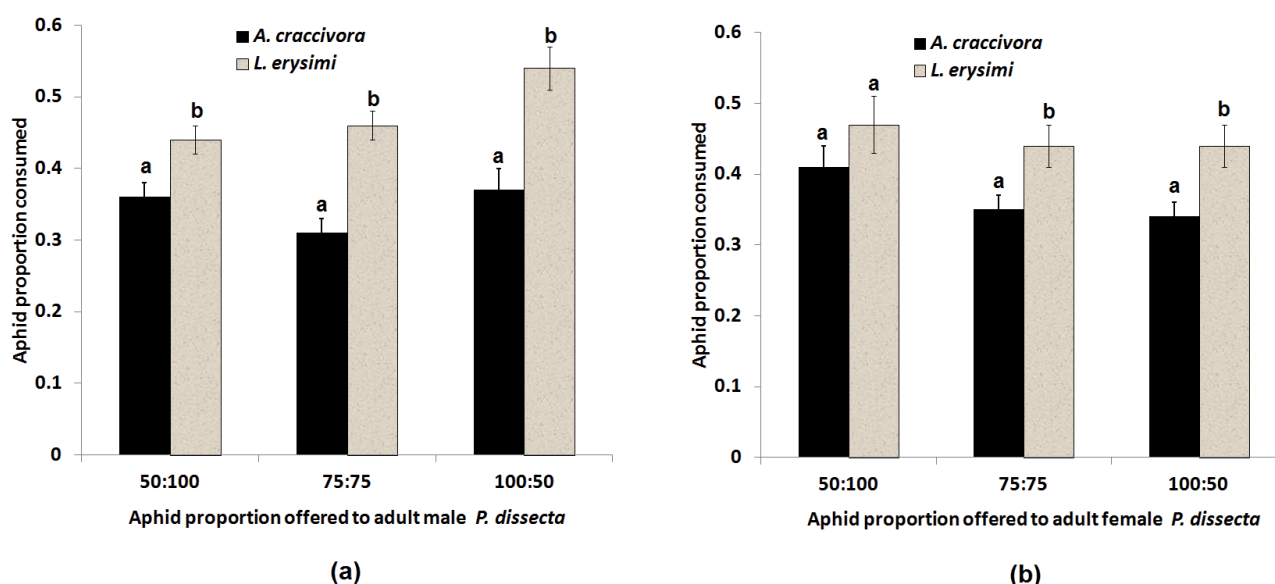 0.6
0.5
0.4
0.3
0.2
0.1
0
Aphid proportion consumed
A. craccivora
L. erysimi
a
b
a
b
a
b
50:100
75:75
100:50
Aphid proportion offered to adult male P. dissecta
(a)
0.6
0.5
0.4
0.3
0.2
0.1
0
Aphid proportion consumed
A. craccivora
L. erysimi
a
a
a
b
a
b
50:100
75:75
100:50
Aphid proportion offered to adult female P. dissecta
(b)